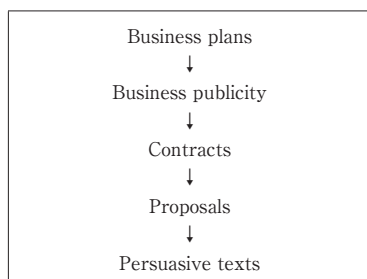 Business plans
↓
Business publicity
↓
Contracts
↓
Proposals
↓
Persuasive texts